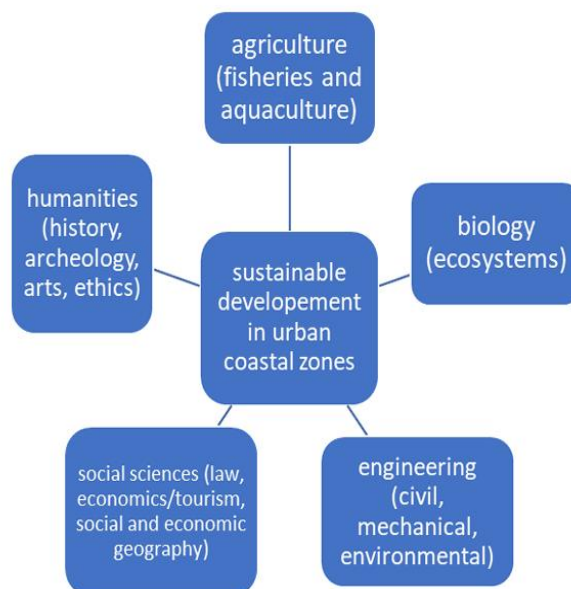 agriculture
(fisheries and
aquaculture)
humanities
(history,
archeology,
arts, ethics)
biology
(ecosystems)
sustainable
developement
in urban
coastal zones
social sciences (law,
economics/tourism,
social and economic
geography)
engineering
(civil,
mechanical,
environmental)